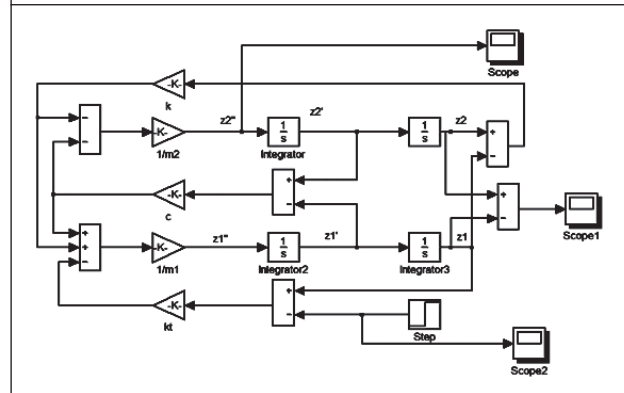 Scope
-K-
k
z2"
z2'
z2
-K-
1/m2
1
s
Integrator
1
s
-K-
c
Scope1
-K-
1/m1
z1"
1
s
Integrator2
z1'
1
s
Integrator3
z1
-K-
kt
Step
Scope2